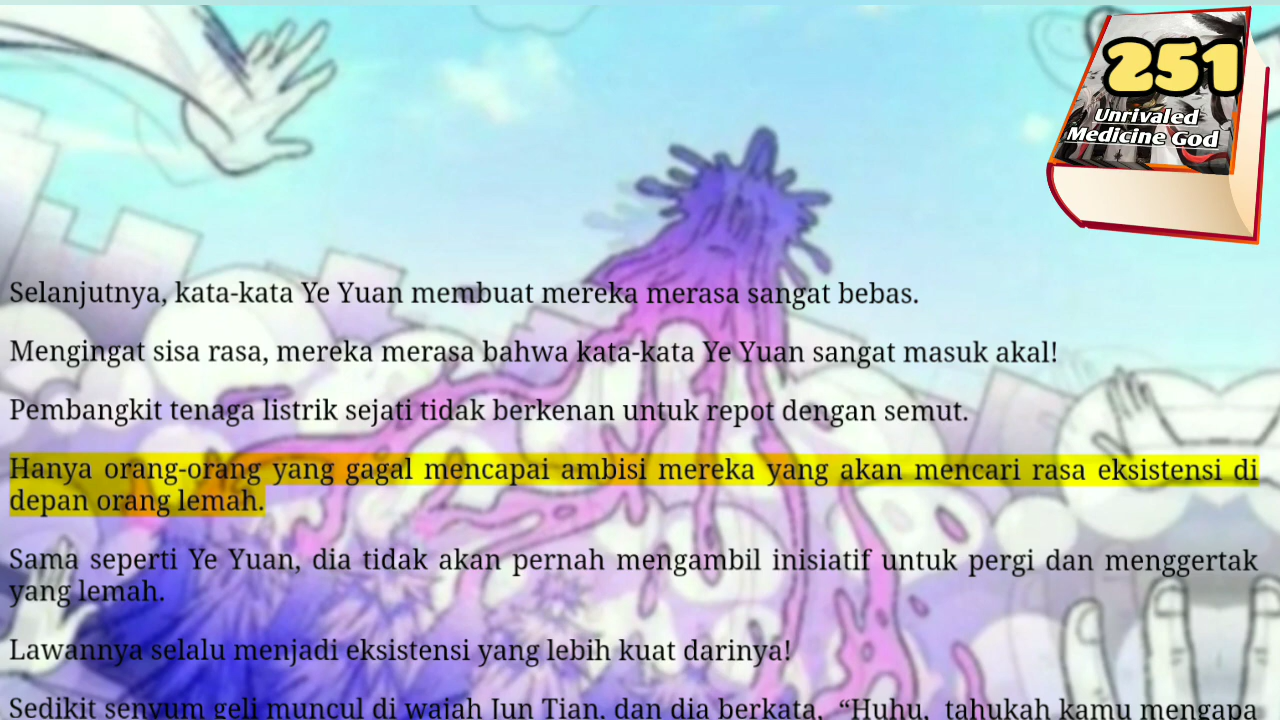 251
Unrivaled
Medicine God
Selanjutnya, kata-kata Ye Yuan membuat mereka merasa sangat bebas.
Mengingat sisa rasa, mereka merasa bahwa kata-kata Ye Yuan sangat masuk akal!
Pembangkit tenaga listrik sejati tidak berkenan untuk repot dengan semut.
Hanya orang-orang yang gagal mencapai ambisi mereka yang akan mencari rasa eksistensi di
depan orang lemah.
Sama seperti Ye Yuan, dia tidak akan pernah mengambil inisiatif untuk pergi dan menggertak
yang lemah.
Lawannya selalu menjadi eksistensi yang lebih kuat darinya!
Sedikit senyum geli muncul di wajah Jun Tian, dan dia berkata, “Huhu, tahukah kamu mengapa